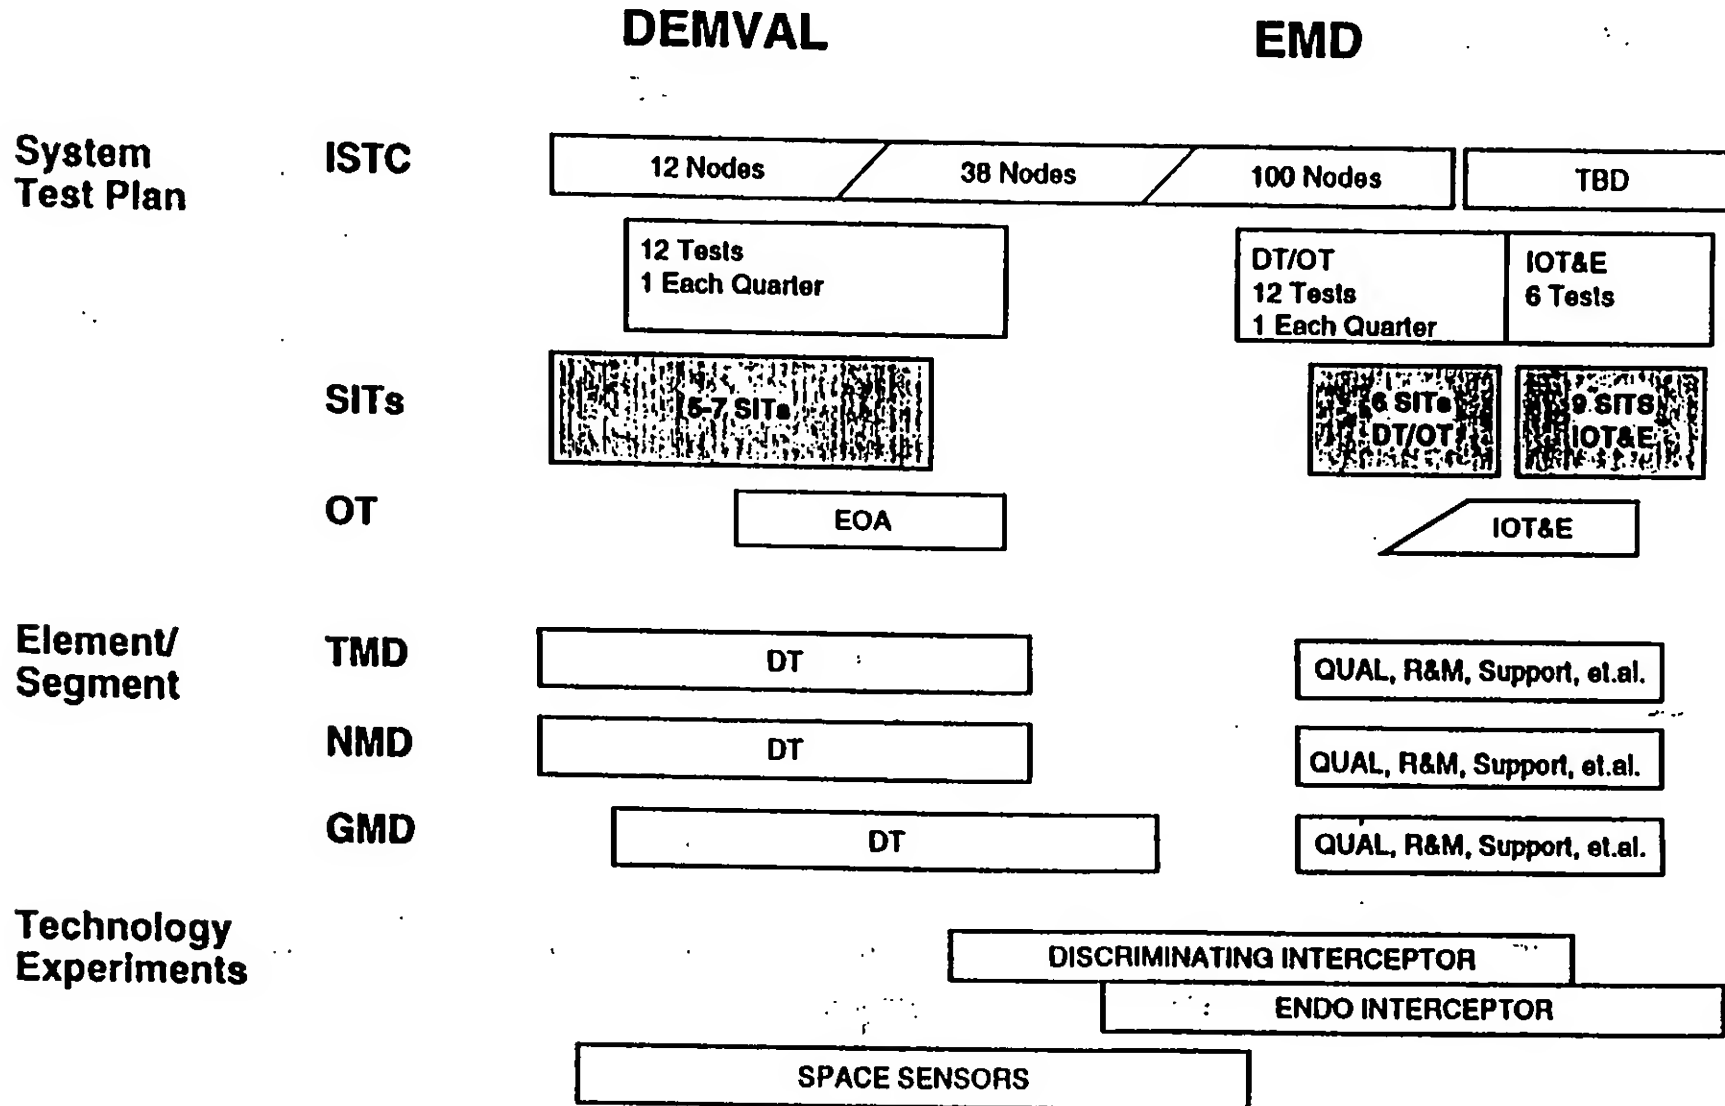 DEMVAL
EMD
System
Test Plan
ISTC
12 Nodes
38 Nodes
100 Nodes
TBD
12 Tests
1 Each Quarter
DT/OT
12 Tests
1 Each Quarter
IOT&E
6 Tests
SITs
5-7 SITs
6 SITs
DT/OT
9 SITS
IOT&E
OT
EOA
IOT&E
Element/
Segment
TMD
DT
QUAL, R&M, Support, et.al.
NMD
DT
QUAL, R&M, Support, et.al.
GMD
DT
QUAL, R&M, Support, et.al.
Technology
Experiments
DISCRIMINATING INTERCEPTOR
ENDO INTERCEPTOR
SPACE SENSORS